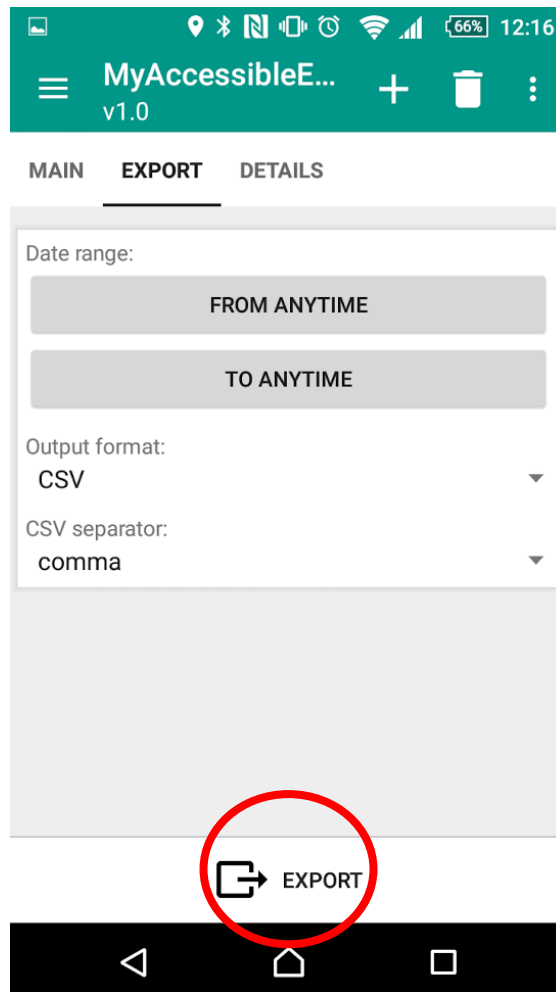 66% 12:16
MyAccessibleE...
v1.0
MAIN EXPORT DETAILS
Date range:
FROM ANYTIME
TO ANYTIME
Output format:
CSV
CSV separator:
comma
EXPORT